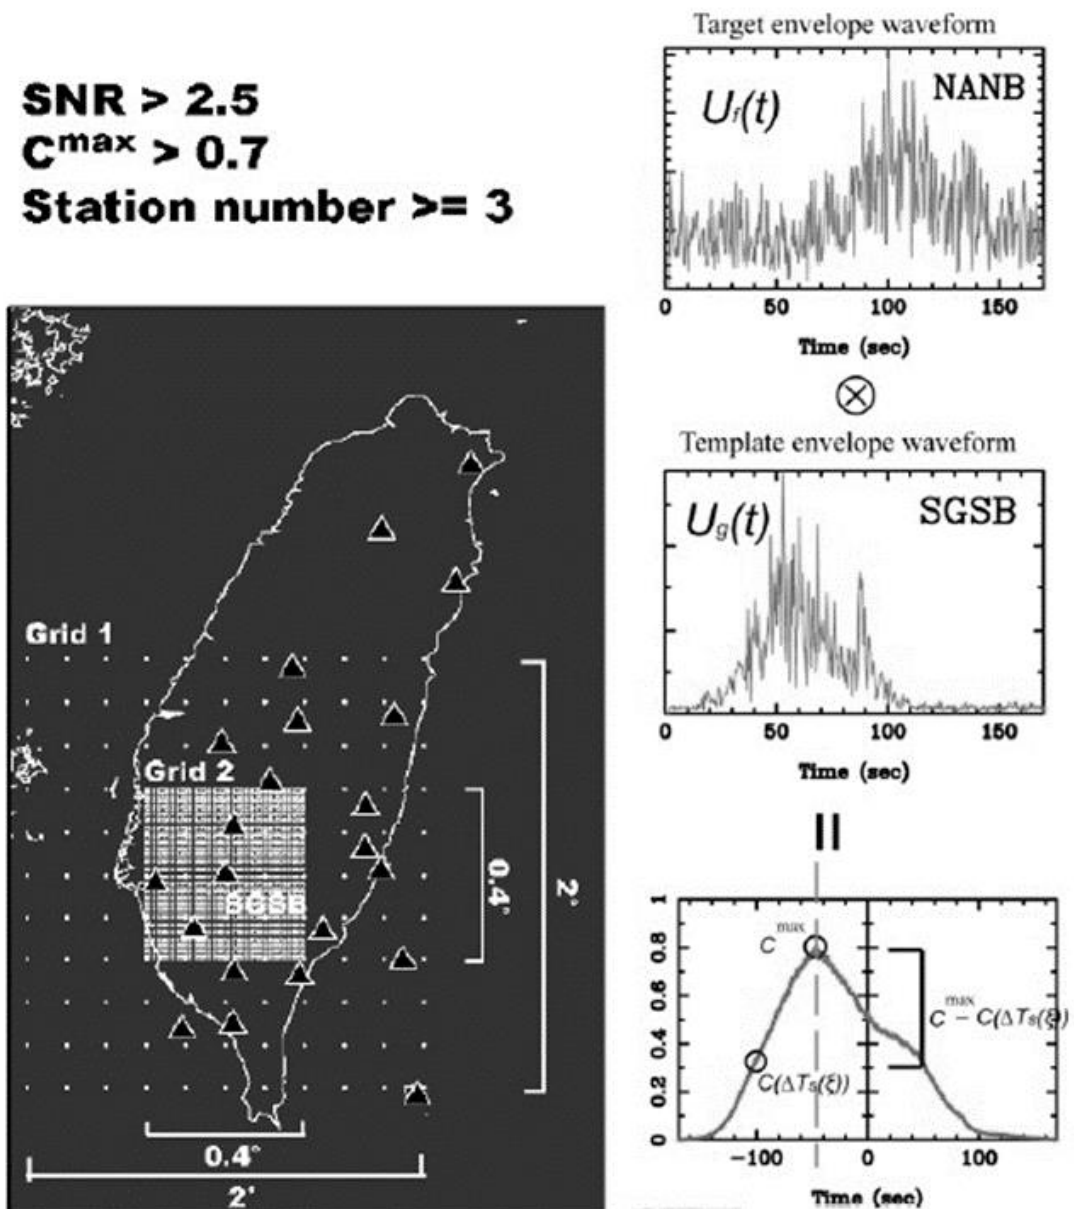 SNR > 2.5
C^max > 0.7
Station number >= 3
Grid 1
Grid 2
SGSB
0.4°
2°
0.4°
2°
Target envelope waveform
U_f(t)
NANB
0 50 100 150
Time (sec)
⊗
Template envelope waveform
U_g(t)
SGSB
0 50 100 150
Time (sec)
=
1
0.8
0.6
0.4
0.2
0
C^max
C(ΔT_s(ξ))
C^max – C(ΔT_s(ξ))
-100 0 100
Time (sec)